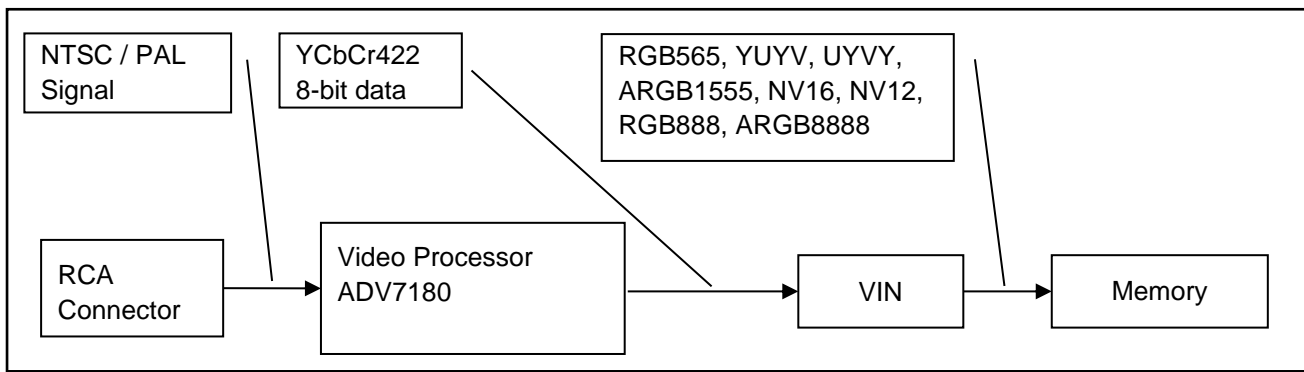 NTSC / PAL
Signal
YCbCr422
8-bit data
RGB565, YUYV, UYVY,
ARGB1555, NV16, NV12,
RGB888, ARGB8888
RCA
Connector
Video Processor
ADV7180
VIN
Memory